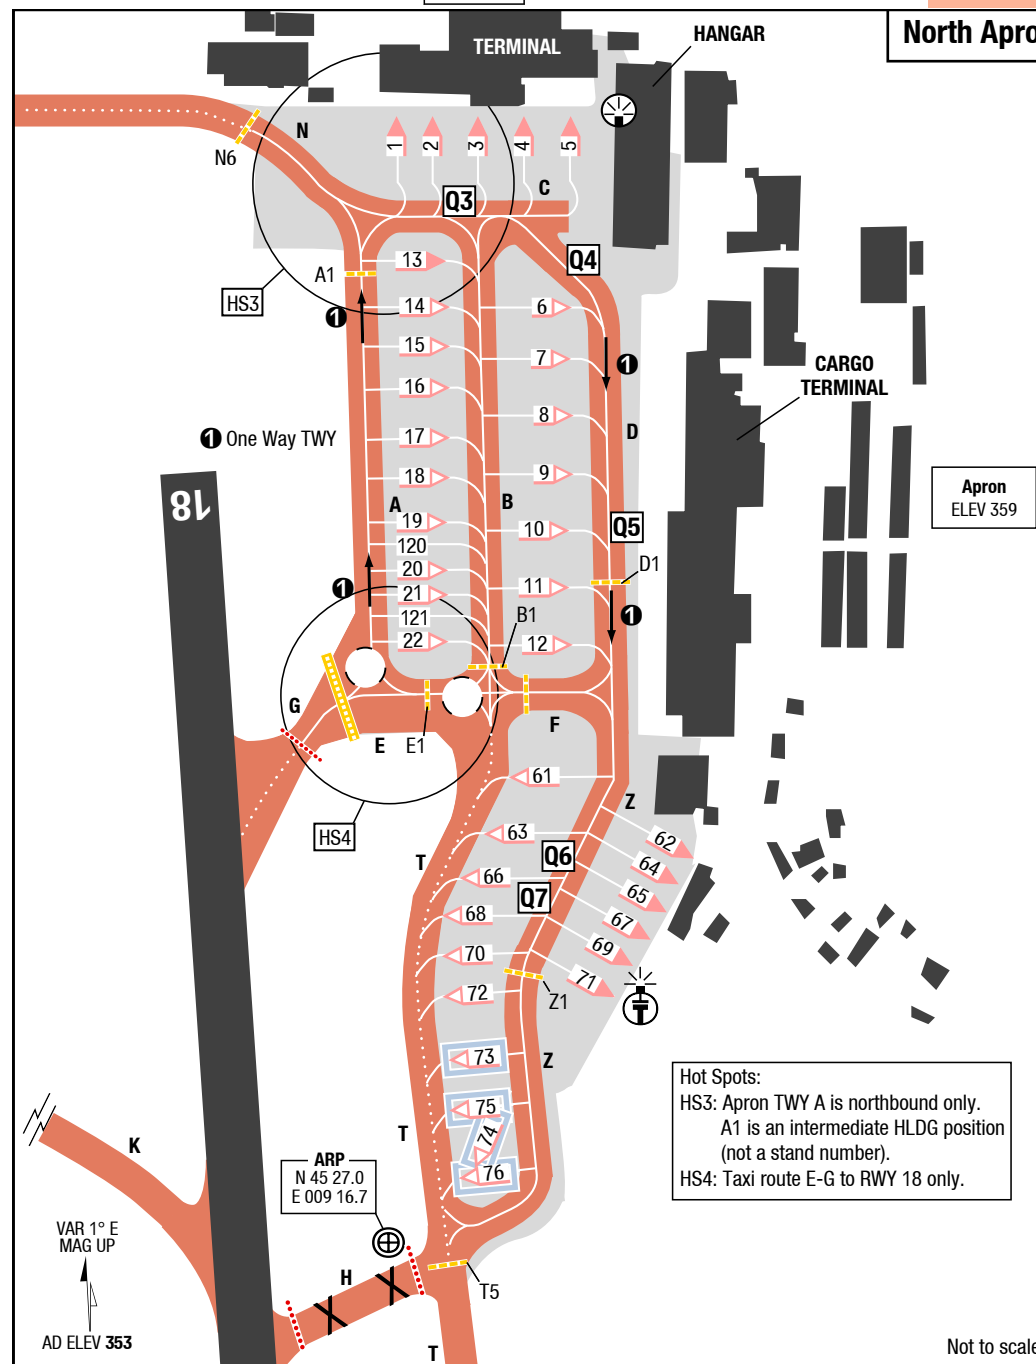 North Apro
TERMINAL
HANGAR
N
N6
1
2
3
4
5
C
Q3
Q4
13
A1
HS3
14
6
1
15
7
1
16
8
CARGO
TERMINAL
D
1 One Way TWY
17
18
9
18
A
B
Apron
ELEV 359
19
10
Q5
120
20
D1
21
11
1
121
B1
1
22
12
G
E
E1
F
61
Z
HS4
63
62
T
Q6
64
66
65
Q7
68
67
70
69
72
71
Z1
73
Z
75
74
76
Hot Spots:
HS3: Apron TWY A is northbound only.
A1 is an intermediate HLDG position
(not a stand number).
HS4: Taxi route E-G to RWY 18 only.
K
T
ARP
N 45 27.0
E 009 16.7
VAR 1° E
MAG UP
H
T5
AD ELEV 353
T
Not to scale